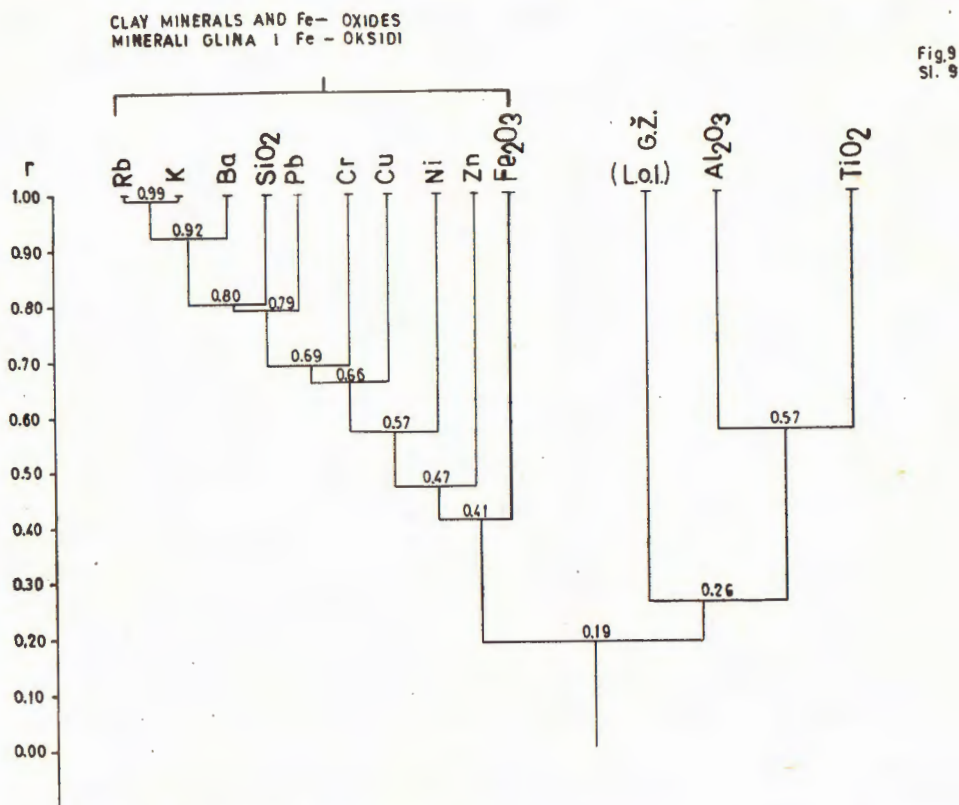 CLAY MINERALS AND Fe— OXIDES
MINERALI GLINA I Fe — OKSIDI
Fig.9
Sl. 9
r
Rb
K
Ba
SiO₂
Pb
Cr
Cu
Ni
Zn
Fe₂O₃
G.Ž.
(L.o.I.)
Al₂O₃
TiO₂
1.00
0.90
0.80
0.70
0.60
0.50
0.40
0.30
0.20
0.10
0.00
0.99
0.92
0.80
0.79
0.69
0.66
0.57
0.47
0.41
0.57
0.26
0.19